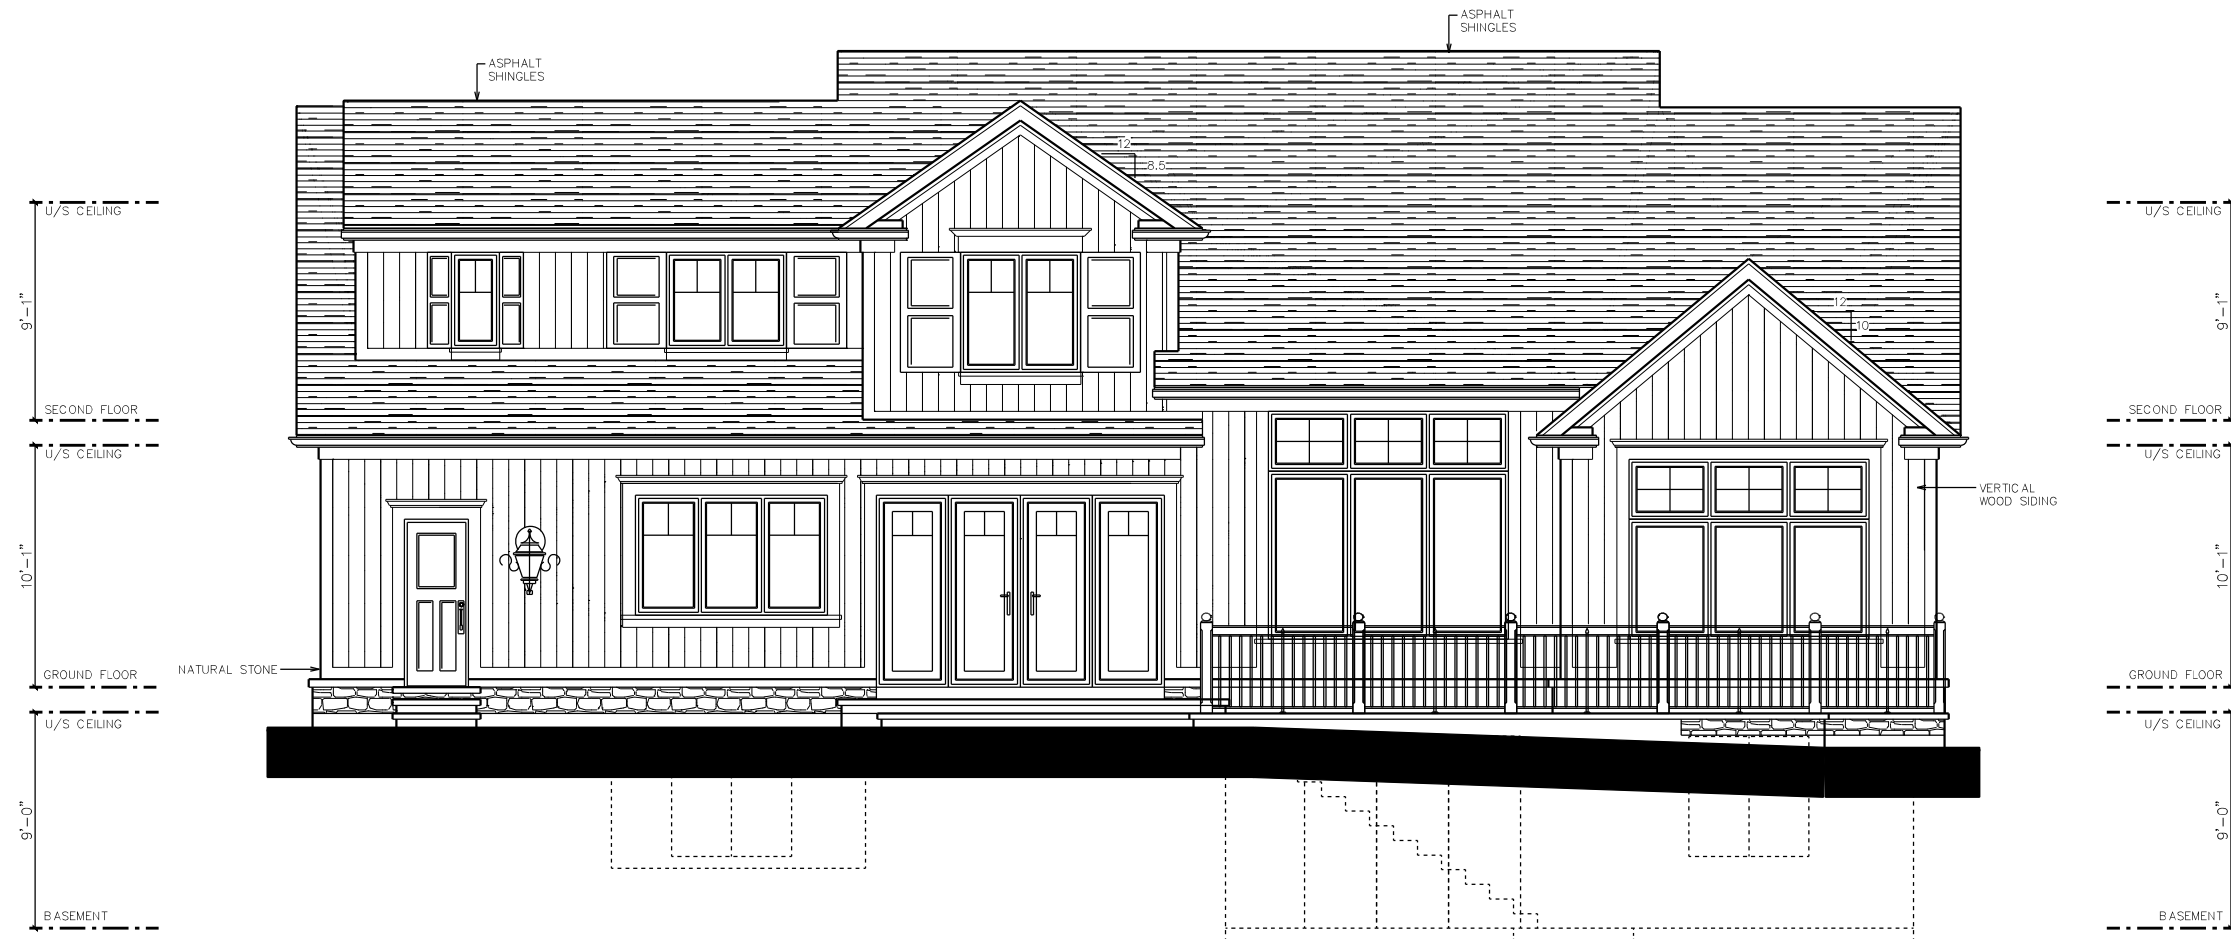 ASPHALT
SHINGLES
ASPHALT
SHINGLES
12
8.5
U/S CEILING
U/S CEILING
9'-1"
9'-1"
12
10
SECOND FLOOR
SECOND FLOOR
U/S CEILING
U/S CEILING
VERTICAL
WOOD SIDING
10'-1"
10'-1"
NATURAL STONE
GROUND FLOOR
GROUND FLOOR
U/S CEILING
U/S CEILING
9'-0"
9'-0"
BASEMENT
BASEMENT